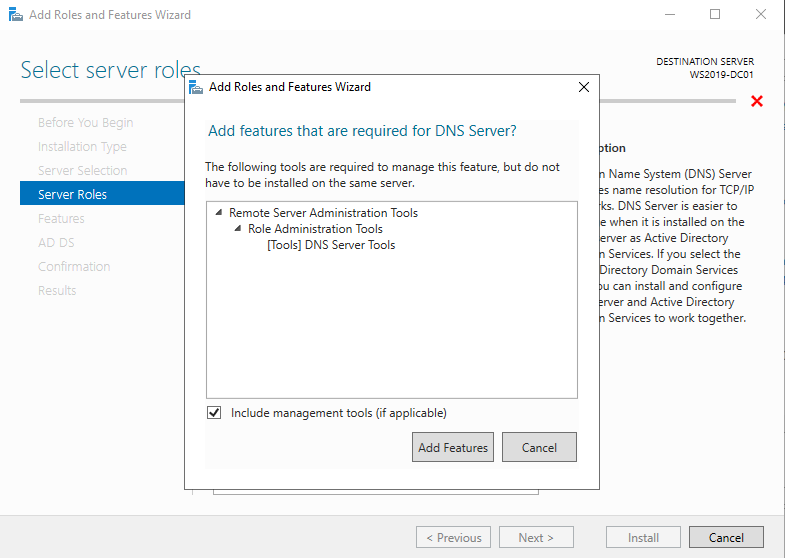 Add Roles and Features Wizard
Select server roles
DESTINATION SERVER
WS2019-DC01
Before You Begin
Installation Type
Server Selection
Server Roles
Features
AD DS
Confirmation
Results
Add Roles and Features Wizard
Add features that are required for DNS Server?
The following tools are required to manage this feature, but do not
have to be installed on the same server.
Remote Server Administration Tools
Role Administration Tools
[Tools] DNS Server Tools
Include management tools (if applicable)
Add Features
Cancel
Name System (DNS) Server
name resolution for TCP/IP
DNS Server is easier to
when it is installed on the
as Active Directory
Services. If you select the
Directory Domain Services
can install and configure
and Active Directory
Services to work together.
< Previous
Next >
Install
Cancel